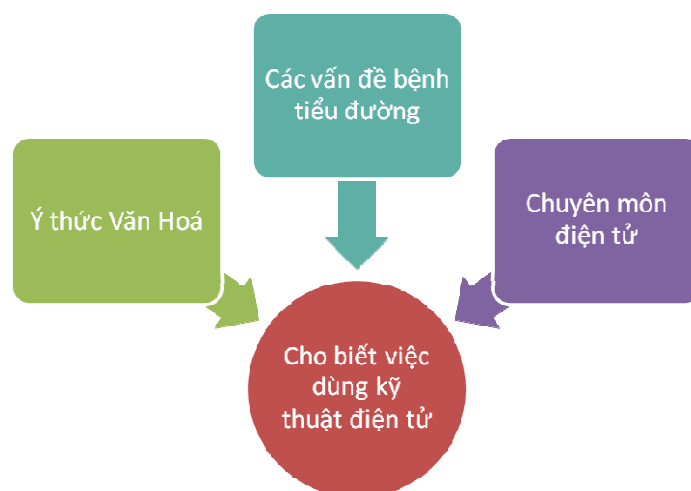 Các vấn đề bệnh
tiểu đường
Ý thức Văn Hoá
Chuyên môn
điện tử
Cho biết việc
dùng kỹ
thuật điện tử